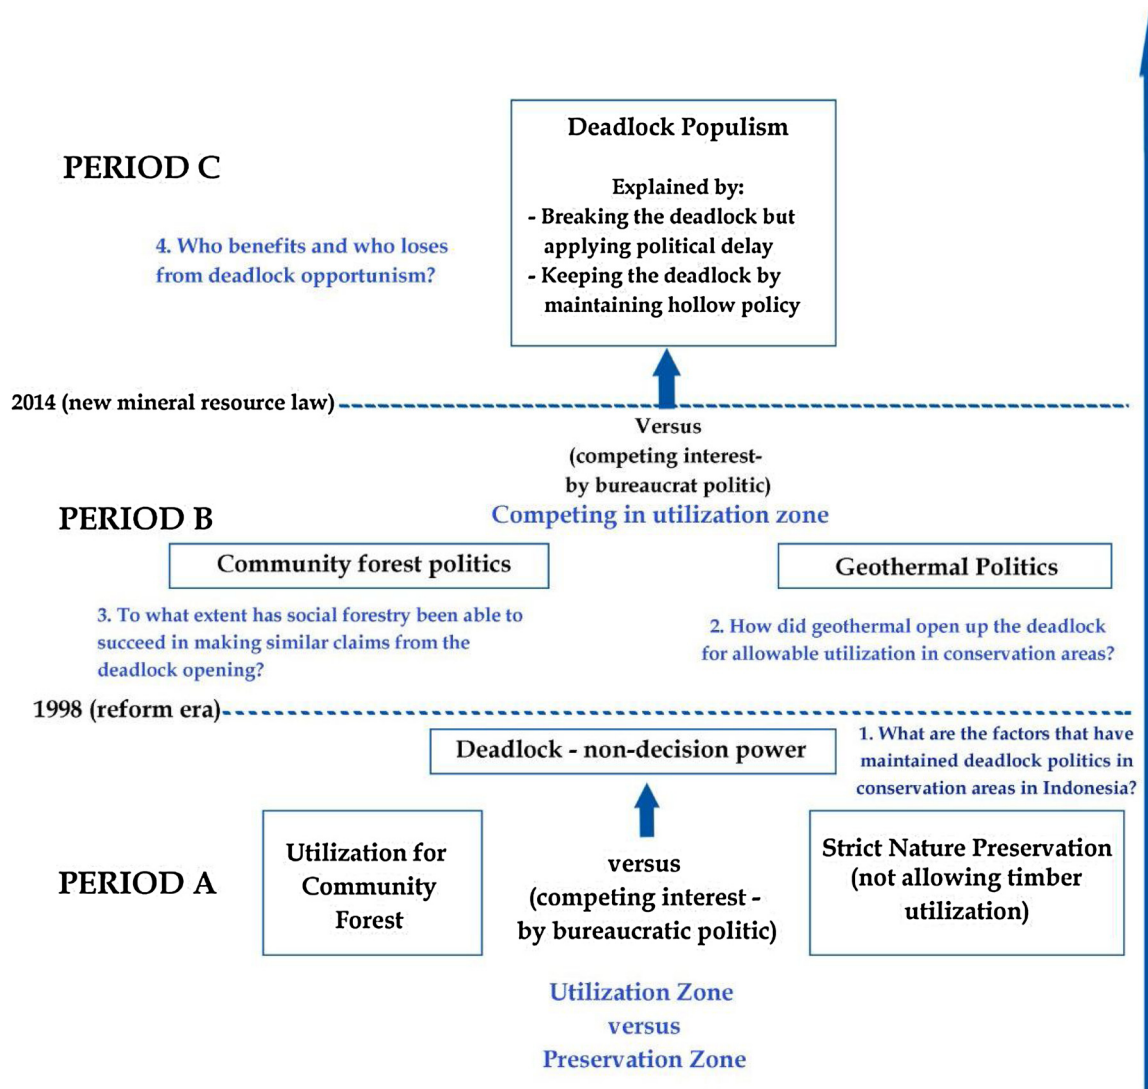 Deadlock Populism
PERIOD C
Explained by:
- Breaking the deadlock but
applying political delay
- Keeping the deadlock by
maintaining hollow policy
4. Who benefits and who loses
from deadlock opportunism?
2014 (new mineral resource law)
Versus
(competing interest-
by bureaucrat politic)
PERIOD B
Competing in utilization zone
Community forest politics
Geothermal Politics
3. To what extent has social forestry been able to
succeed in making similar claims from the
deadlock opening?
2. How did geothermal open up the deadlock
for allowable utilization in conservation areas?
1998 (reform era)
Deadlock - non-decision power
1. What are the factors that have
maintained deadlock politics in
conservation areas in Indonesia?
PERIOD A
Utilization for
Community
Forest
versus
(competing interest -
by bureaucratic politic)
Strict Nature Preservation
(not allowing timber
utilization)
Utilization Zone
versus
Preservation Zone